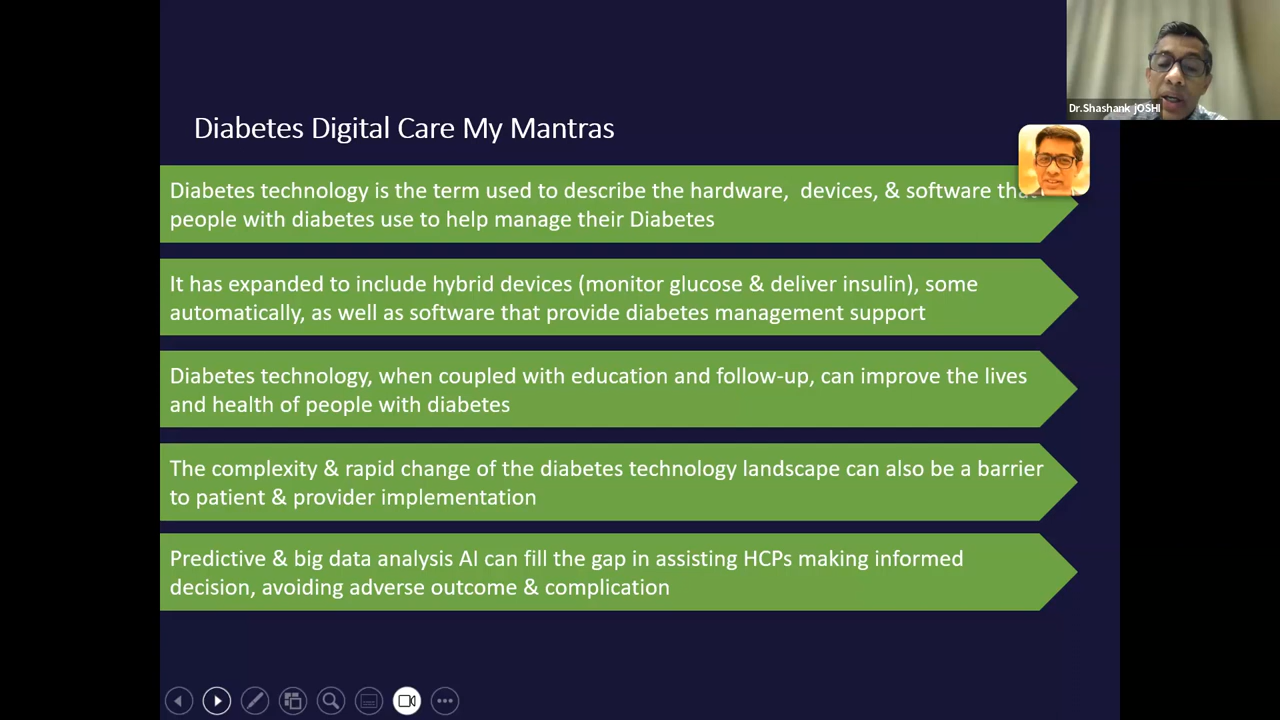 Dr.Shashank jOSHI
Diabetes Digital Care My Mantras
Diabetes technology is the term used to describe the hardware, devices, & software
people with diabetes use to help manage their Diabetes
It has expanded to include hybrid devices (monitor glucose & deliver insulin), some
automatically, as well as software that provide diabetes management support
Diabetes technology, when coupled with education and follow-up, can improve the lives
and health of people with diabetes
The complexity & rapid change of the diabetes technology landscape can also be a barrier
to patient & provider implementation
Predictive & big data analysis AI can fill the gap in assisting HCPs making informed
decision, avoiding adverse outcome & complication